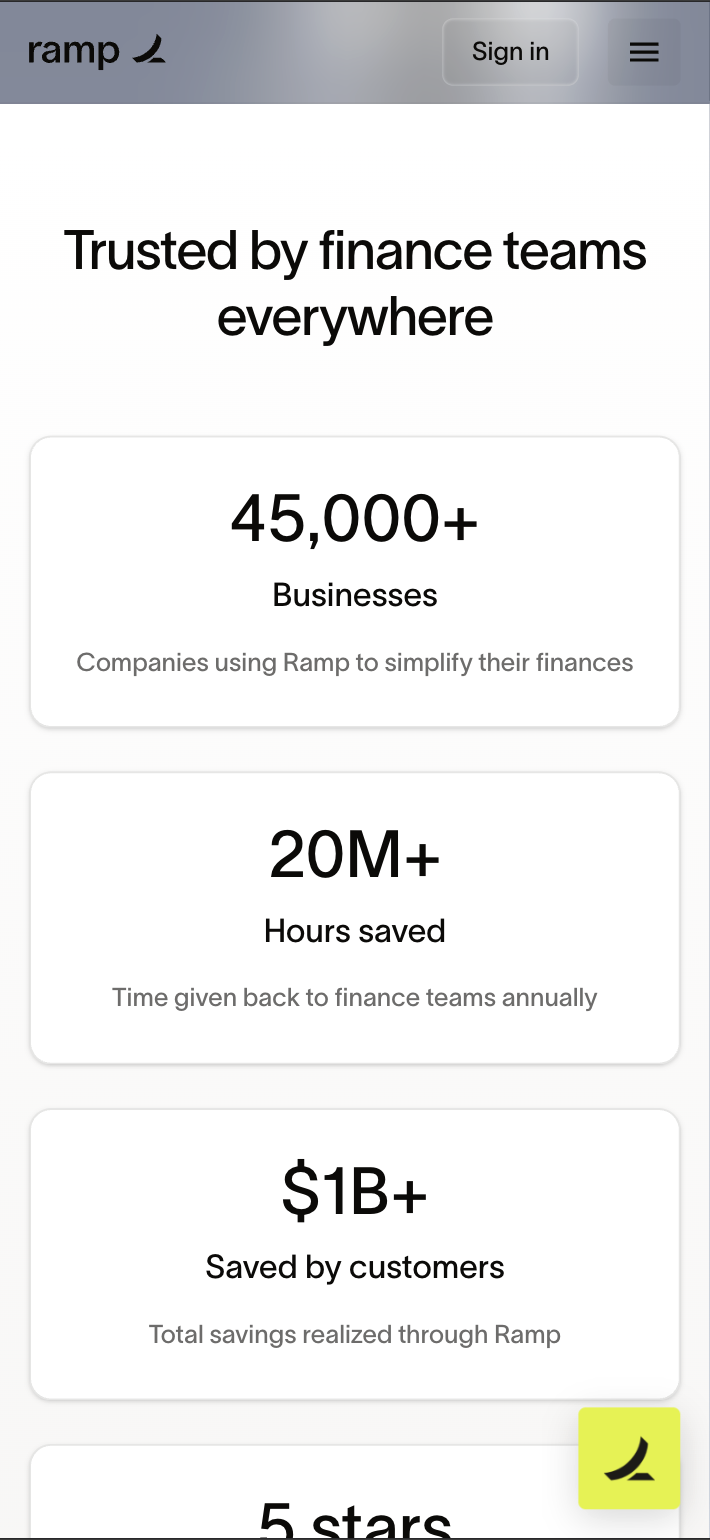 ramp
Sign in
Trusted by finance teams
everywhere
45,000+
Businesses
Companies using Ramp to simplify their finances
20M+
Hours saved
Time given back to finance teams annually
$1B+
Saved by customers
Total savings realized through Ramp
5 stars